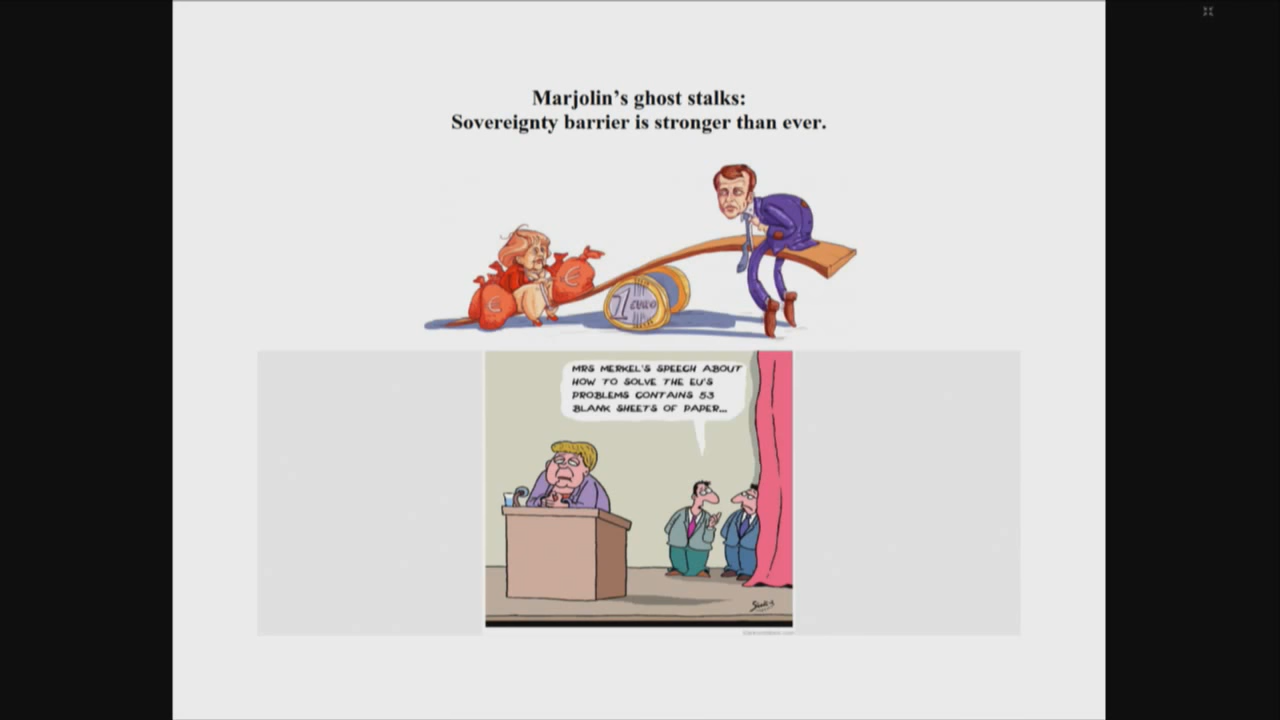 Marjolin's ghost stalks:
Sovereignty barrier is stronger than ever.
€
€
1 EURO
MRS MERKEL'S SPEECH ABOUT
HOW TO SOLVE THE EU'S
PROBLEMS CONTAINS 53
BLANK SHEETS OF PAPER...